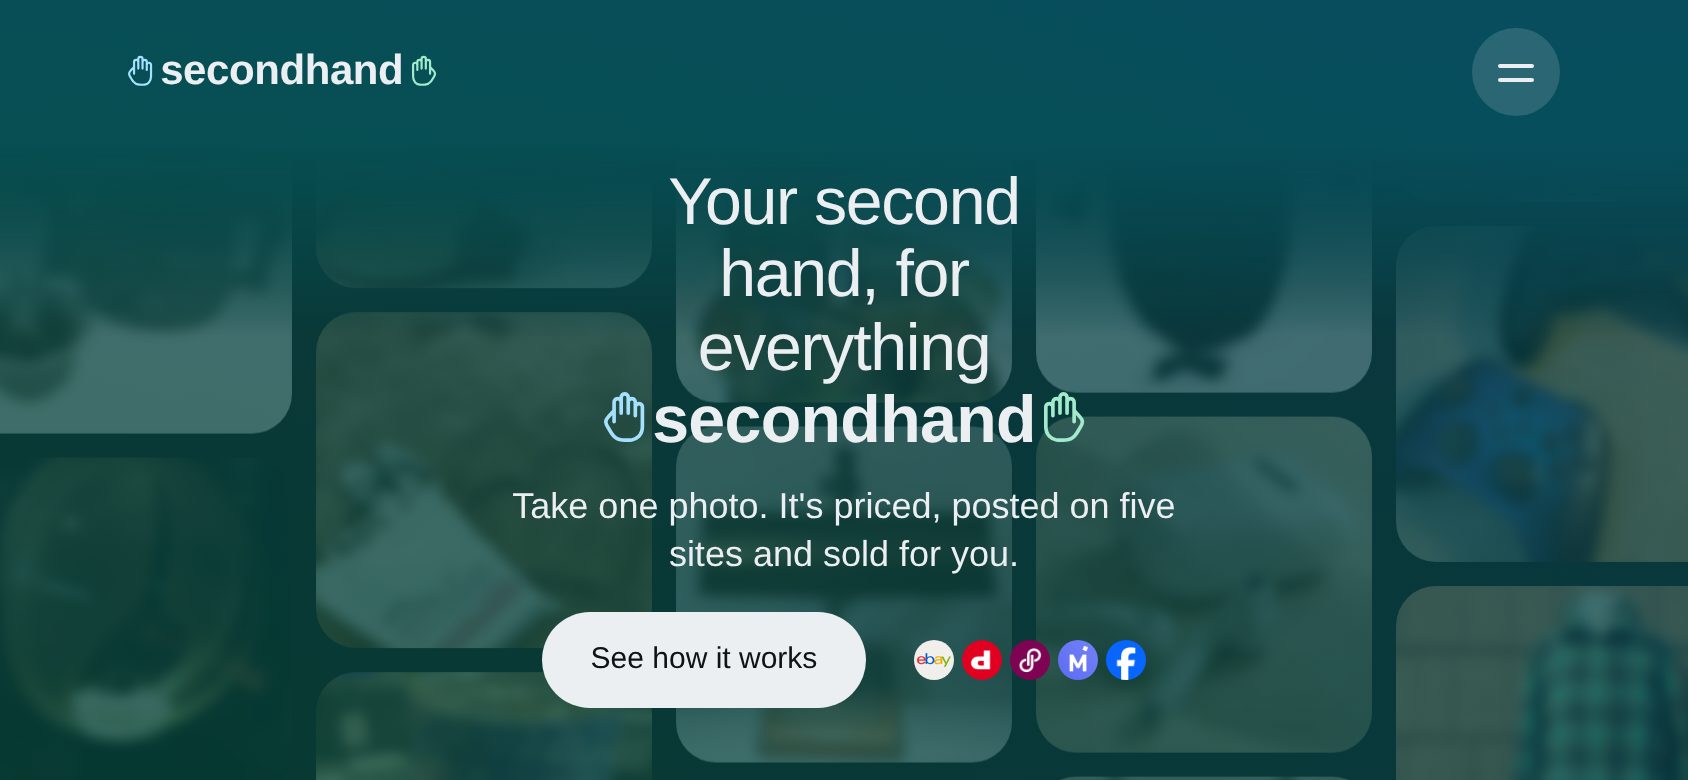 secondhand
Your second
hand, for
everything
secondhand
Take one photo. It's priced, posted on five
sites and sold for you.
See how it works
ebay